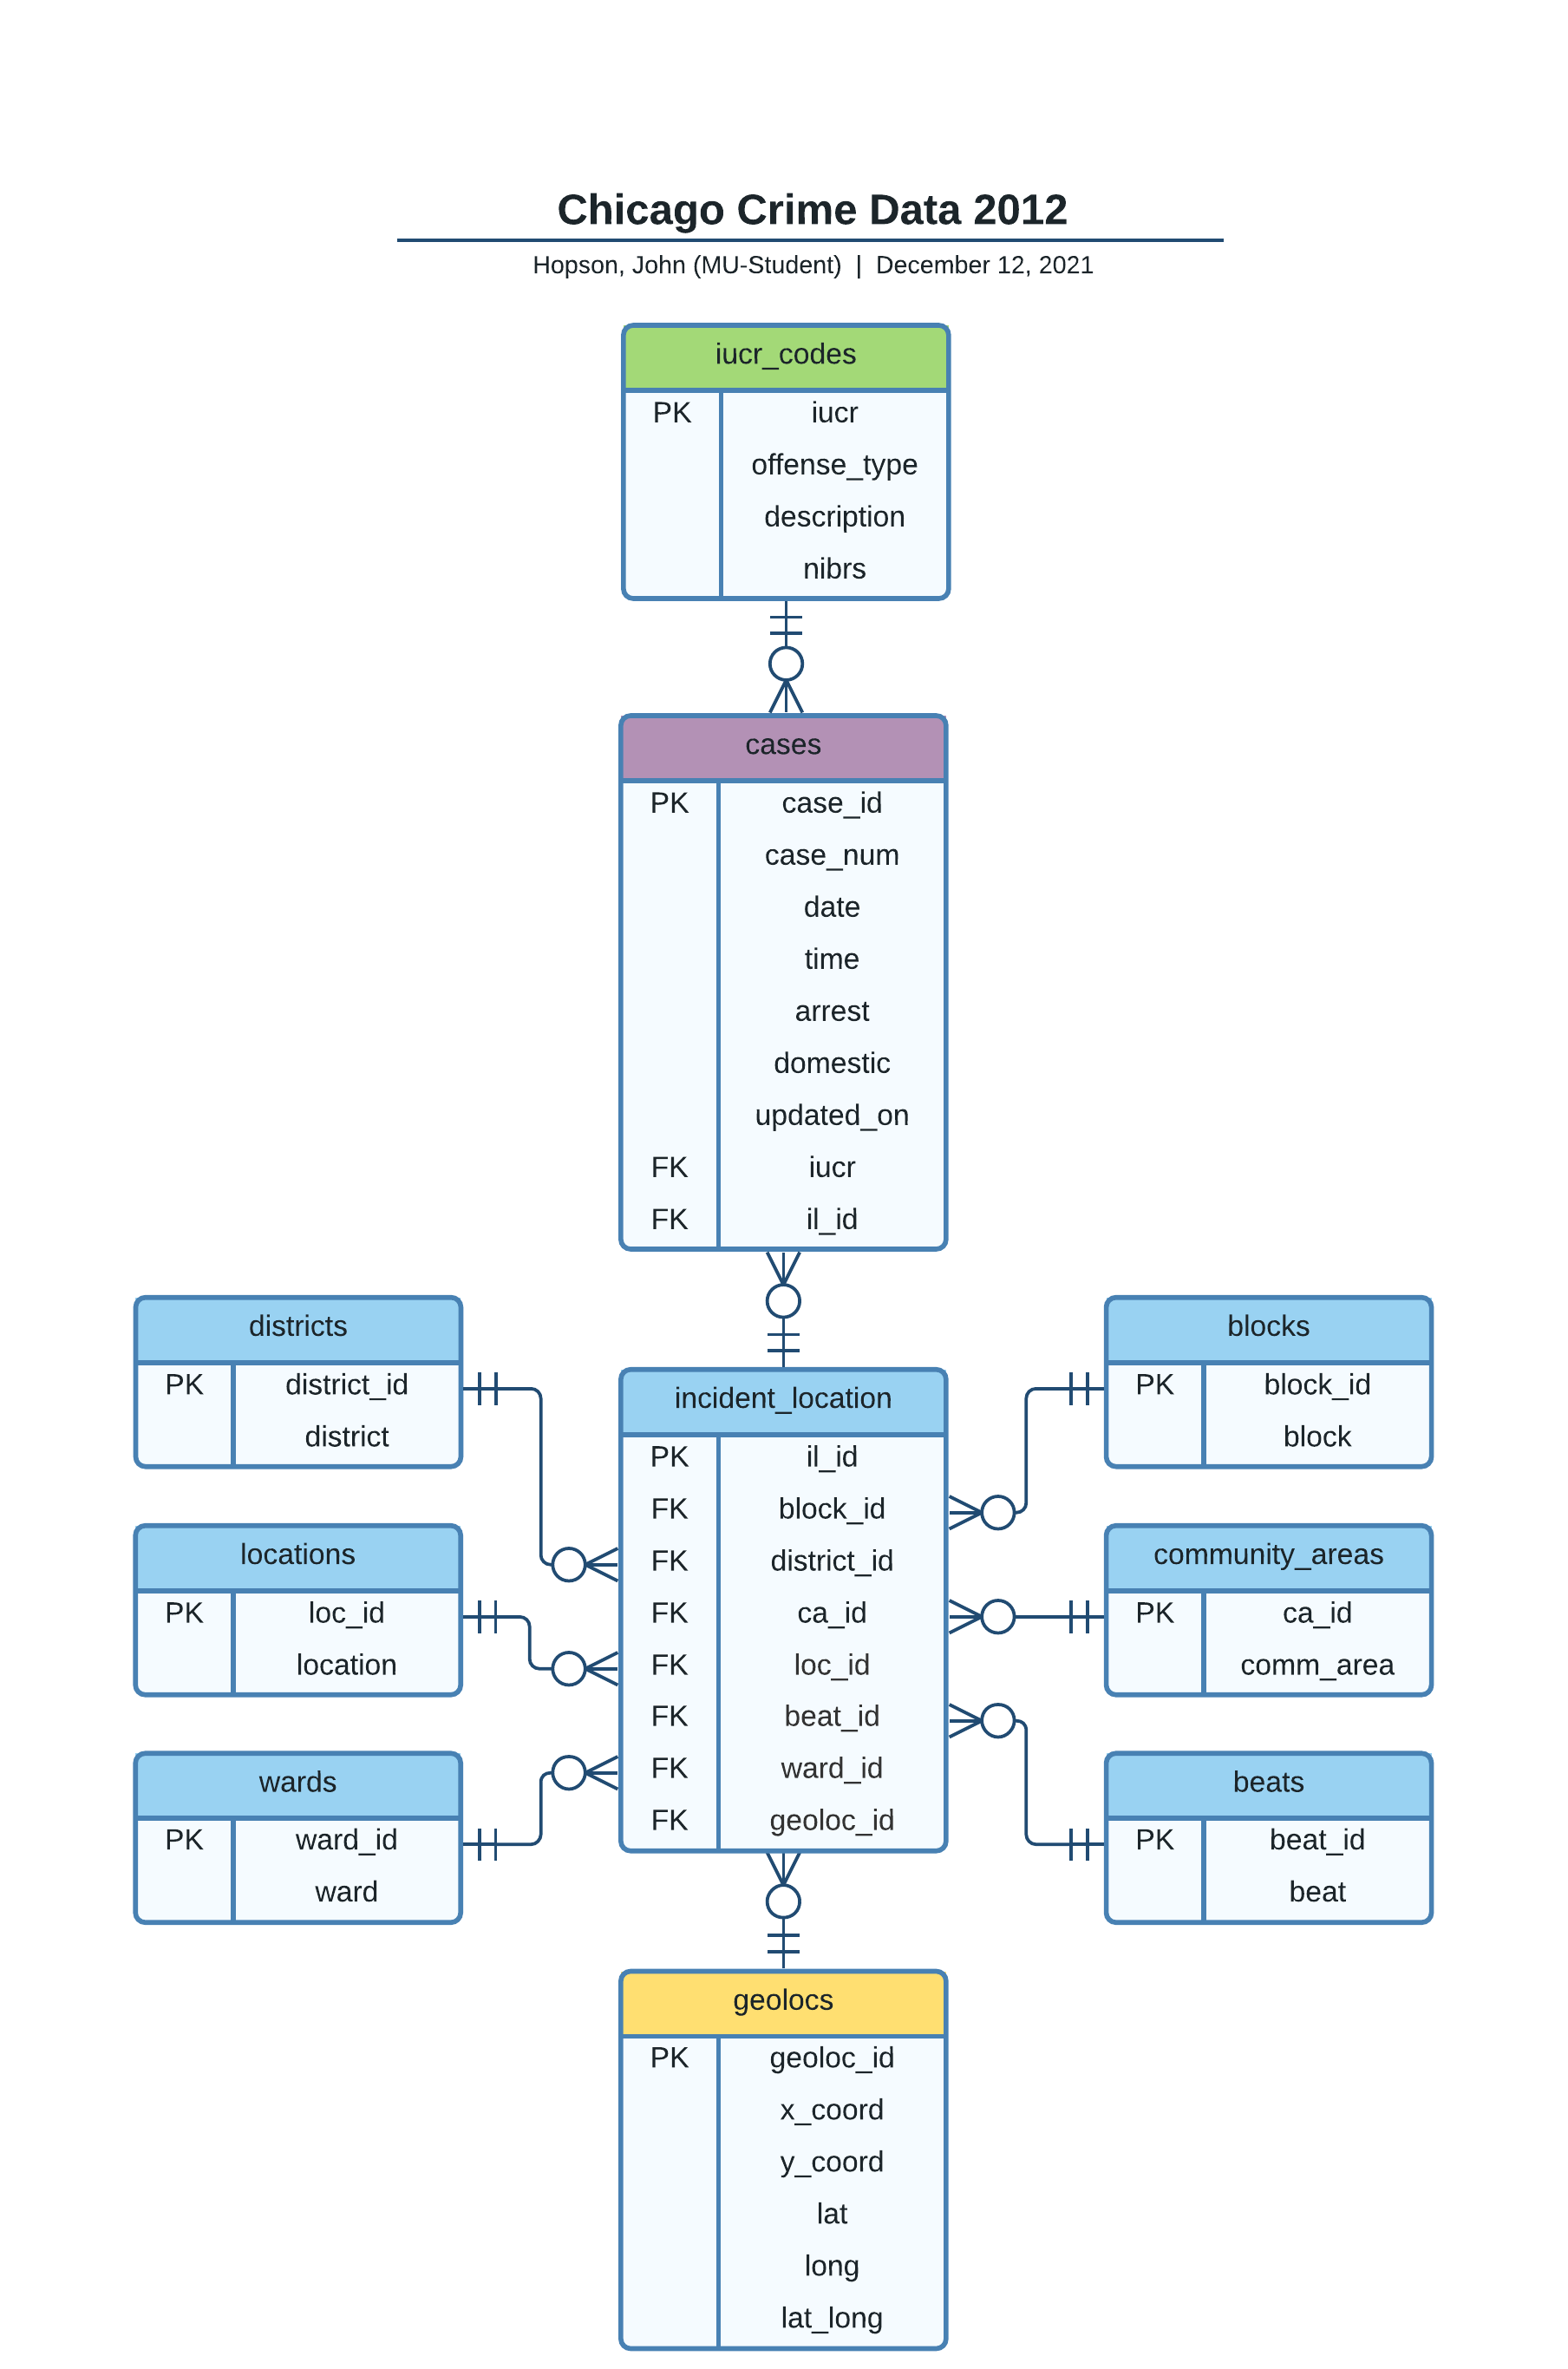 Chicago Crime Data 2012
Hopson, John (MU-Student) | December 12, 2021
iucr_codes
PK iucr
offense_type
description
nibrs
cases
PK case_id
case_num
date
time
arrest
domestic
updated_on
FK iucr
FK il_id
districts
PK district_id
district
locations
PK loc_id
location
wards
PK ward_id
ward
incident_location
PK il_id
FK block_id
FK district_id
FK ca_id
FK loc_id
FK beat_id
FK ward_id
FK geoloc_id
blocks
PK block_id
block
community_areas
PK ca_id
comm_area
beats
PK beat_id
beat
geolocs
PK geoloc_id
x_coord
y_coord
lat
long
lat_long